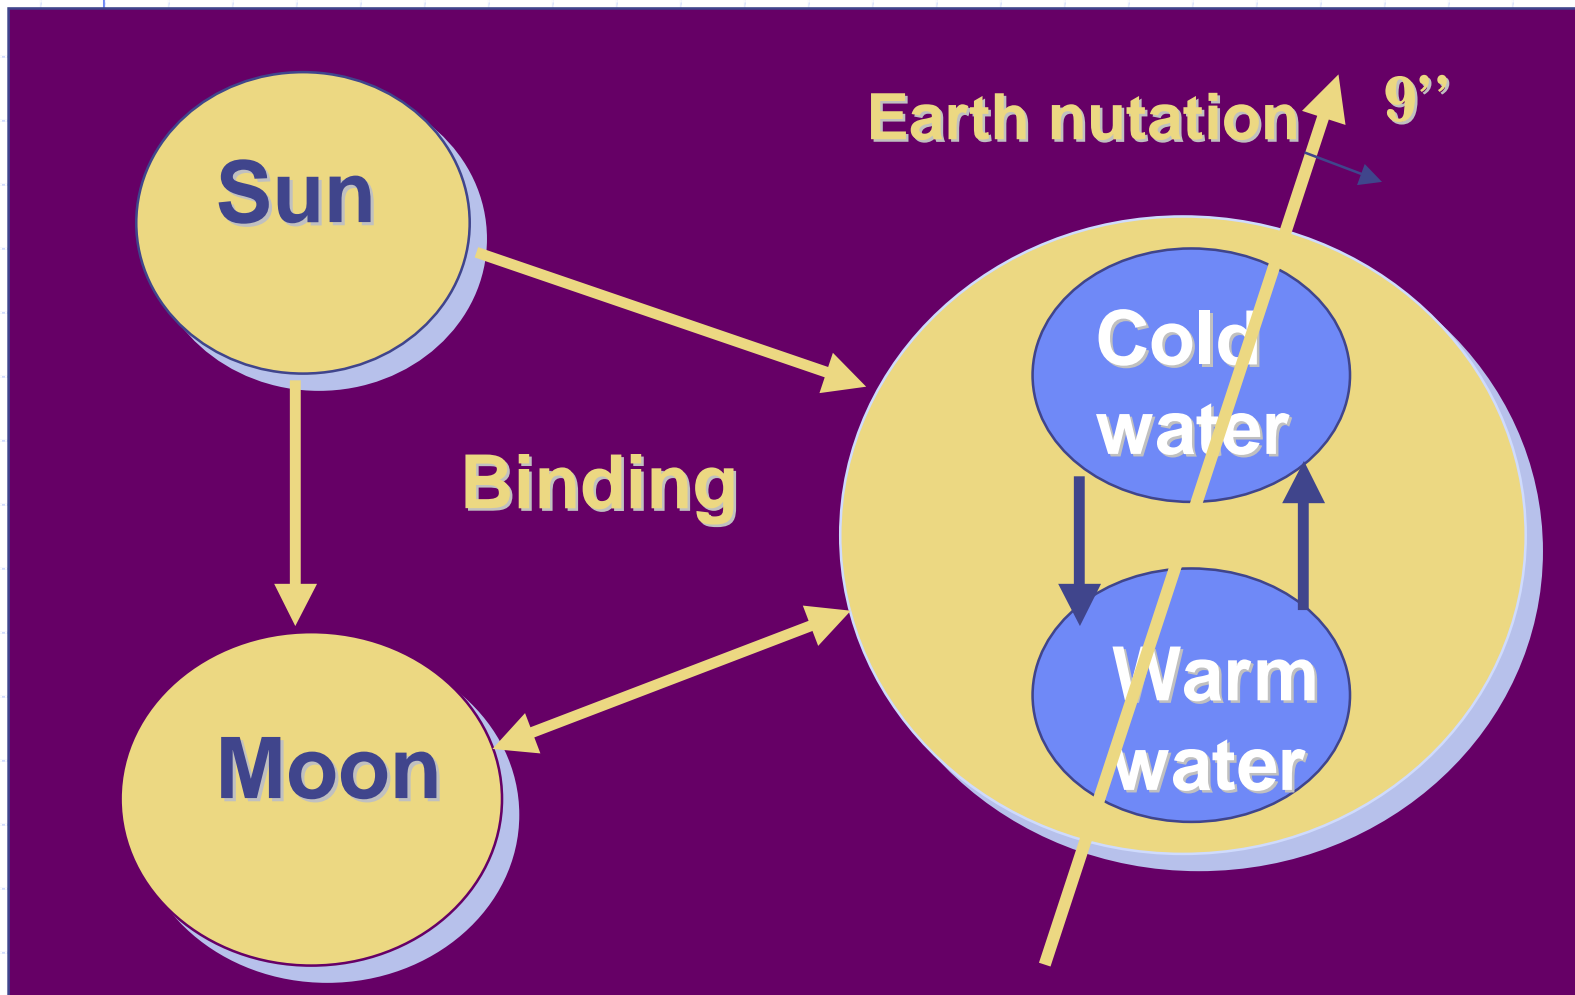 Earth nutation 9’’
Sun
Cold
water
Binding
Warm
water
Moon